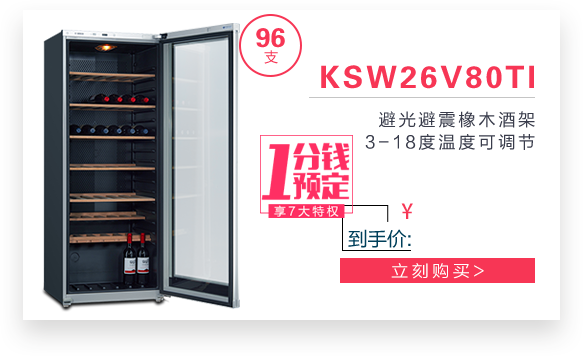 96
支
KSW26V80TI
避光避震橡木酒架
3-18度温度可调节
1分钱
预定
享7大特权
¥
到手价:
立刻购买>